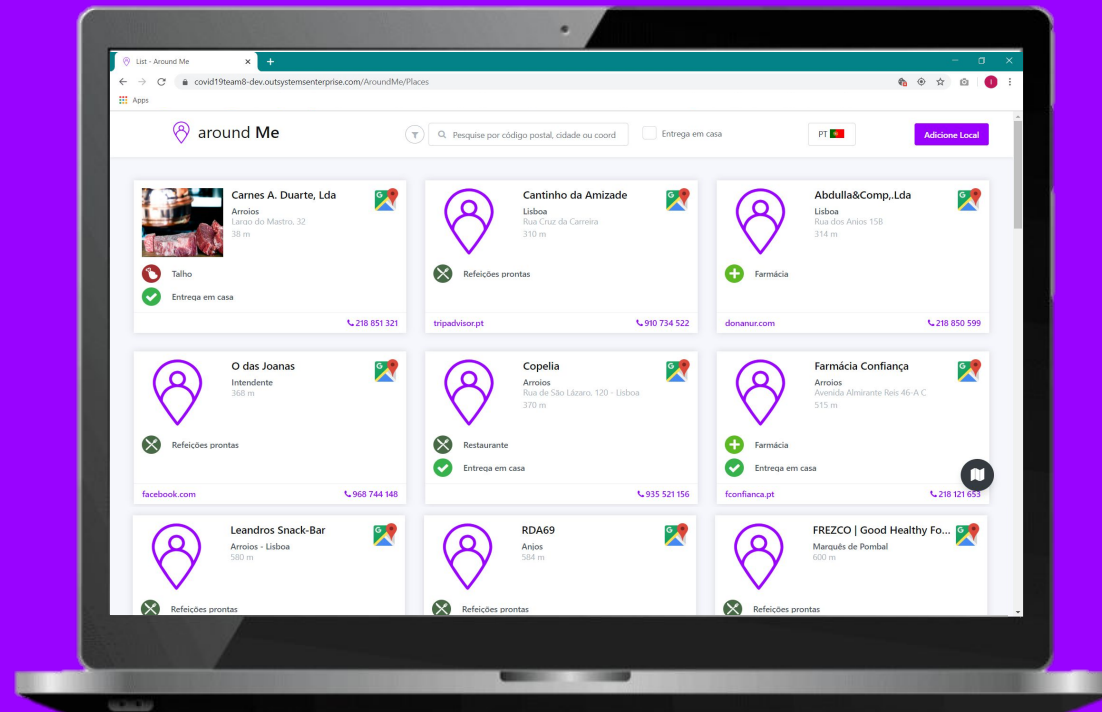 List - Around Me
covid19team8-dev.outsystemsenterprise.com/AroundMe/Places
Apps
around Me
Pesquise por código postal, cidade ou coord
Entrega em casa
PT
Adicione Local
Carnes A. Duarte, Lda
Arroios
Largo do Mastro, 32
38 m
Talho
Entrega em casa
218 851 321
Cantinho da Amizade
Lisboa
Rua Cruz da Carreira
310 m
Refeições prontas
tripadvisor.pt
910 734 522
Abdulla&Comp,.Lda
Lisboa
Rua dos Anjos 15B
314 m
Farmácia
donanur.com
218 850 599
O das Joanas
Intendente
368 m
Refeições prontas
facebook.com
968 744 148
Copelia
Arroios
Rua de São Lázaro, 120 - Lisboa
370 m
Restaurante
Entrega em casa
935 521 156
Farmácia Confiança
Arroios
Avenida Almirante Reis 46-A C
515 m
Farmácia
Entrega em casa
fconfianca.pt
218 121 653
Leandros Snack-Bar
Arroios - Lisboa
580 m
Refeições prontas
RDA69
Anjos
584 m
Refeições prontas
FREZCO | Good Healthy Fo...
Marquês de Pombal
600 m
Refeições prontas